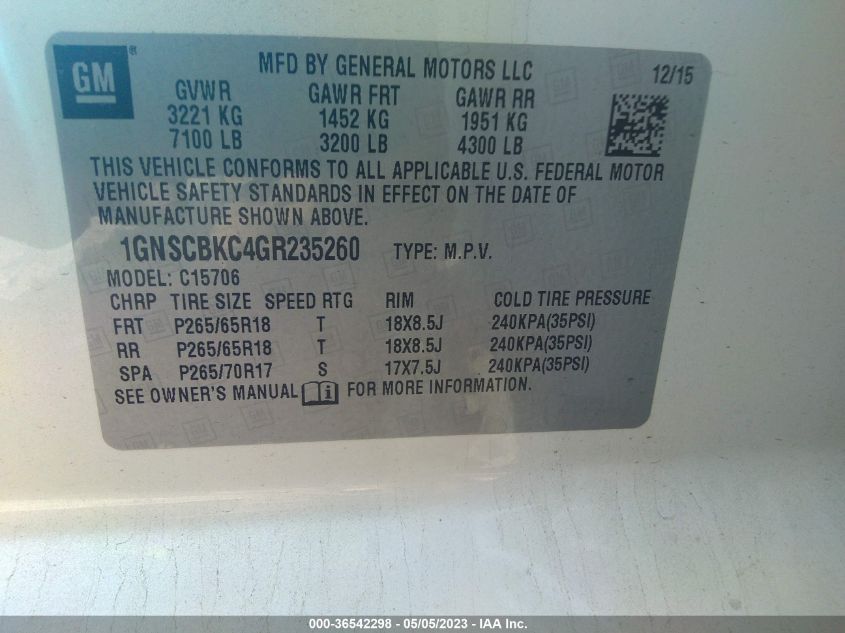 GM®
MFD BY GENERAL MOTORS LLC 12/15
GVWR GAWR FRT GAWR RR
3221 KG 1452 KG 1951 KG
7100 LB 3200 LB 4300 LB
THIS VEHICLE CONFORMS TO ALL APPLICABLE U.S. FEDERAL MOTOR
VEHICLE SAFETY STANDARDS IN EFFECT ON THE DATE OF
MANUFACTURE SHOWN ABOVE.
1GNSCBKC4GR235260 TYPE: M.P.V.
MODEL: C15706
CHRP TIRE SIZE SPEED RTG RIM COLD TIRE PRESSURE
FRT P265/65R18 T 18X8.5J 240KPA(35PSI)
RR P265/65R18 T 18X8.5J 240KPA(35PSI)
SPA P265/70R17 S 17X7.5J 240KPA(35PSI)
SEE OWNER'S MANUAL i FOR MORE INFORMATION.
000-36542298 - 05/05/2023 - IAA Inc.